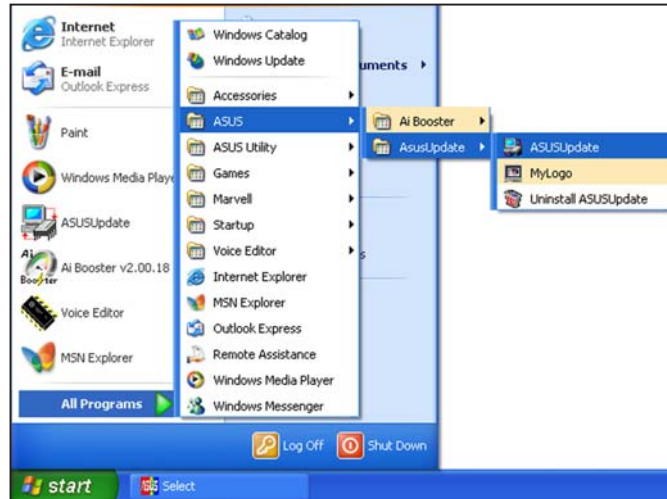 Internet
Internet Explorer
E-mail
Outlook Express
Paint
Windows Media Playe
ASUSUpdate
Ai Booster
Ai Booster v2.00.18
Voice Editor
MSN Explorer
All Programs
Windows Catalog
Windows Update
Accessories
ASUS
ASUS Utility
Games
Marvell
Startup
Voice Editor
Internet Explorer
MSN Explorer
Outlook Express
Remote Assistance
Windows Media Player
Windows Messenger
uments
s
Ai Booster
AsusUpdate
ASUSUpdate
MyLogo
Uninstall ASUSUpdate
Log Off
Shut Down
start
Select